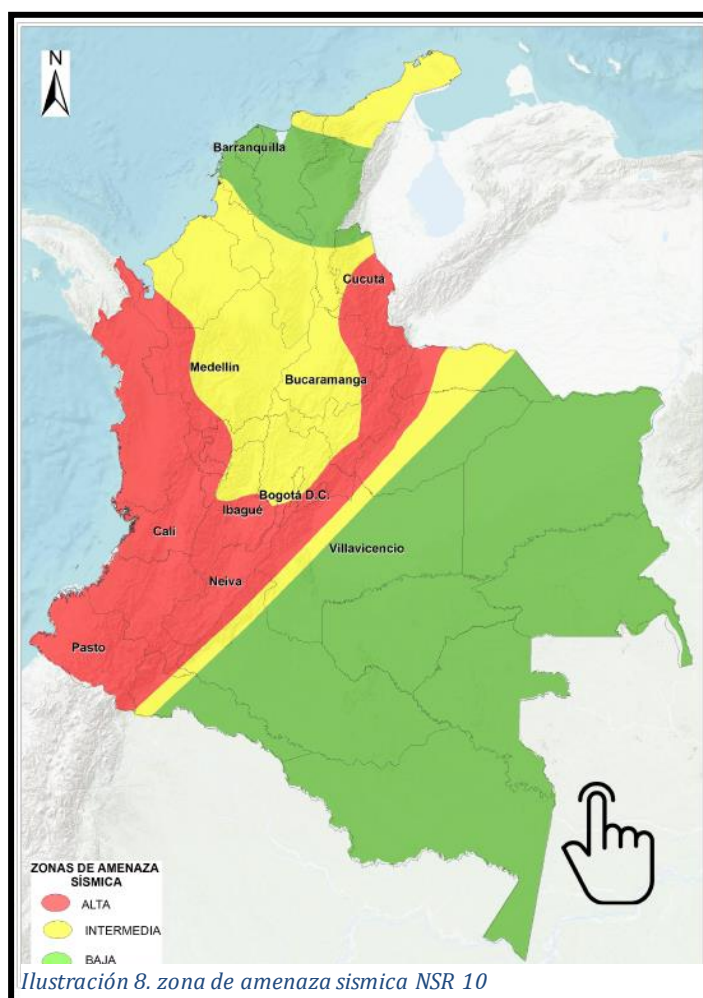 N
Barranquilla
Cucutá
Medellín
Bucaramanga
Bogotá D.C.
Ibagué
Cali
Villavicencio
Neiva
Pasto
ZONAS DE AMENAZA
SÍSMICA
ALTA
INTERMEDIA
BAJA
Ilustración 8. zona de amenaza sismica NSR 10